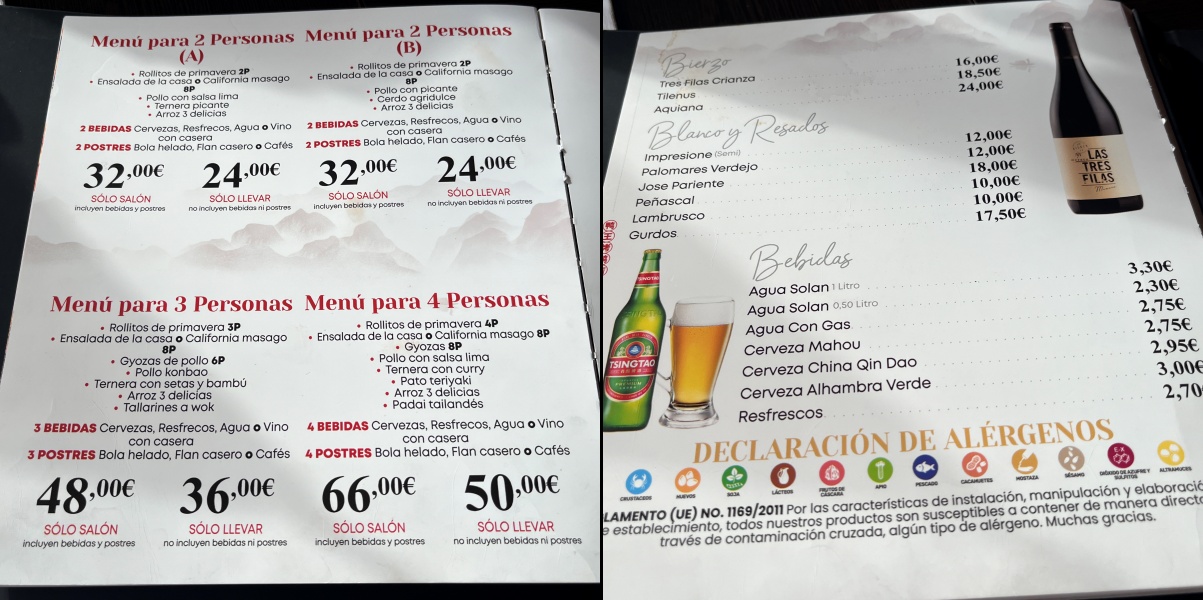 Menú para 2 Personas
(A)
• Rollitos de primavera 2P
• Ensalada de la casa o California masago
8P
• Pollo con salsa lima
• Ternera picante
• Arroz 3 delicias
2 BEBIDAS Cervezas, Resfrecos, Agua o Vino
con casera
2 POSTRES Bola helado, Flan casero o Cafés
32,00€ 24,00€
SÓLO SALÓN SÓLO LLEVAR
incluyen bebidas y postres no incluyen bebidas ni postres
Menú para 2 Personas
(B)
• Rollitos de primavera 2P
• Ensalada de la casa o California masago
8P
• Pollo con picante
• Cerdo agridulce
• Arroz 3 delicias
2 BEBIDAS Cervezas, Resfrecos, Agua o Vino
con casera
2 POSTRES Bola helado, Flan casero o Cafés
32,00€ 24,00€
SÓLO SALÓN SÓLO LLEVAR
incluyen bebidas y postres no incluyen bebidas ni postres
Menú para 3 Personas
• Rollitos de primavera 3P
• Ensalada de la casa o California masago
8P
• Gyozas de pollo 6P
• Pollo konbao
• Ternera con setas y bambú
• Arroz 3 delicias
• Tallarines a wok
3 BEBIDAS Cervezas, Resfrecos, Agua o Vino
con casera
3 POSTRES Bola helado, Flan casero o Cafés
48,00€ 36,00€
SÓLO SALÓN SÓLO LLEVAR
incluyen bebidas y postres no incluyen bebidas ni postres
Menú para 4 Personas
• Rollitos de primavera 4P
• Ensalada de la casa o California masago 8P
• Gyozas 8P
• Pollo con salsa lima
• Ternera con curry
• Pato teriyaki
• Arroz 3 delicias
• Padai tailandés
4 BEBIDAS Cervezas, Resfrecos, Agua o Vino
con casera
4 POSTRES Bola helado, Flan casero o Cafés
66,00€ 50,00€
SÓLO SALÓN SÓLO LLEVAR
incluyen bebidas y postres no incluyen bebidas ni postres
Bierzo
Tres Filas Crianza 16,00€
Tilenus 18,50€
Aquiana 24,00€
Blanco y Rosados
Impresione (Semi) 12,00€
Palomares Verdejo 12,00€
Jose Pariente 18,00€
Peñascal 10,00€
Lambrusco 10,00€
Gurdos 17,50€
LAS
TRES
FILAS
Bebidas
Agua Solan 1 Litro 3,30€
Agua Solan 0,50 Litro 2,30€
Agua Con Gas 2,75€
Cerveza Mahou 2,75€
Cerveza China Qin Dao 2,95€
Cerveza Alhambra Verde 3,00€
Resfrescos 2,70
TSINGTAO
TSINGTAO
DECLARACIÓN DE ALÉRGENOS
CRUSTÁCEOS HUEVOS SOJA LÁCTEOS FRUTOS DE CÁSCARA APIO PESCADO CACAHUETES MOSTAZA SÉSAMO DIÓXIDO DE AZUFRE Y SULFITOS ALTRAMUCES
LAMENTO (UE) NO. 1169/2011 Por las características de instalación, manipulación y elaboració
e establecimiento, todos nuestros productos son susceptibles a contener de manera directa
través de contaminación cruzada, algún tipo de alérgeno. Muchas gracias.